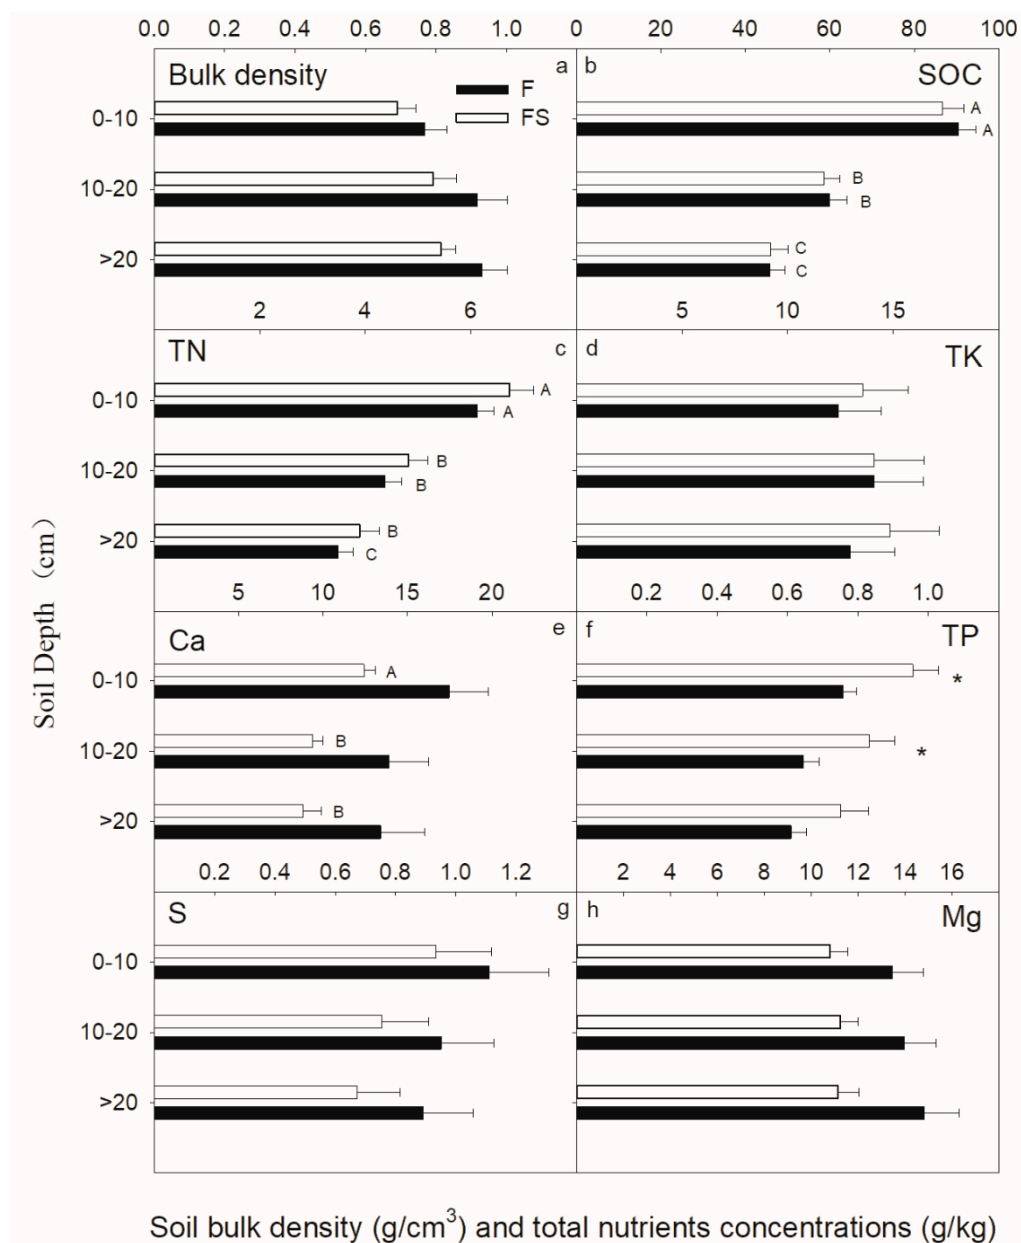 0.0 0.2 0.4 0.6 0.8 1.0 0 20 40 60 80 100
Bulk density a b SOC
F
FS
0-10 A
A
10-20 B
B
>20 C
C
2 4 6 5 10 15
TN c d TK
0-10 A
A
10-20 B
B
>20 B
C
5 10 15 20 0.2 0.4 0.6 0.8 1.0
Ca e f TP
0-10 A *
10-20 B *
>20 B
0.2 0.4 0.6 0.8 1.0 1.2 2 4 6 8 10 12 14 16
S g h Mg
0-10
10-20
>20
Soil Depth (cm)
Soil bulk density (g/cm³) and total nutrients concentrations (g/kg)